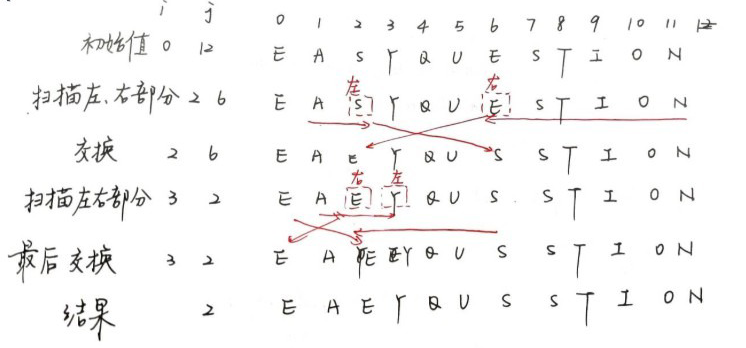 i j 0 1 2 3 4 5 6 7 8 9 10 11
初始值 0 12 E A S Y Q U E S T I O N
左 右
扫描左、右部分 2 6 E A S Y Q U E S T I O N
交换 2 6 E A E Y Q U S S T I O N
右 左
扫描左右部分 3 2 E A E Y Q U S S T I O N
最后交换 3 2 E A E Y Q U S S T I O N
结果 2 E A E Y Q U S S T I O N